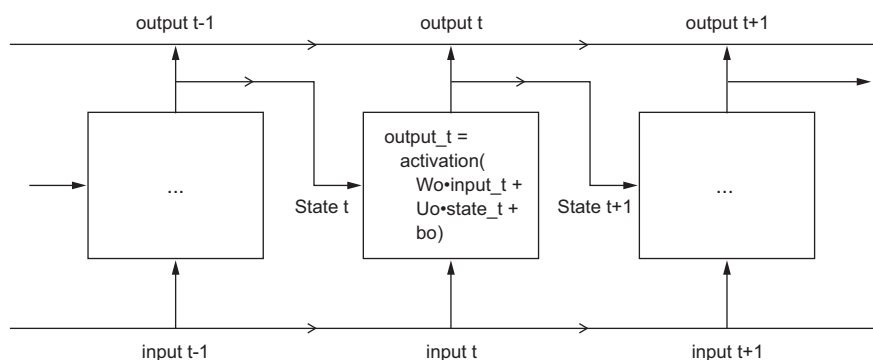 output t-1
output t
output t+1
...
output_t =
activation(
Wo•input_t +
Uo•state_t +
bo)
...
State t
State t+1
input t-1
input t
input t+1